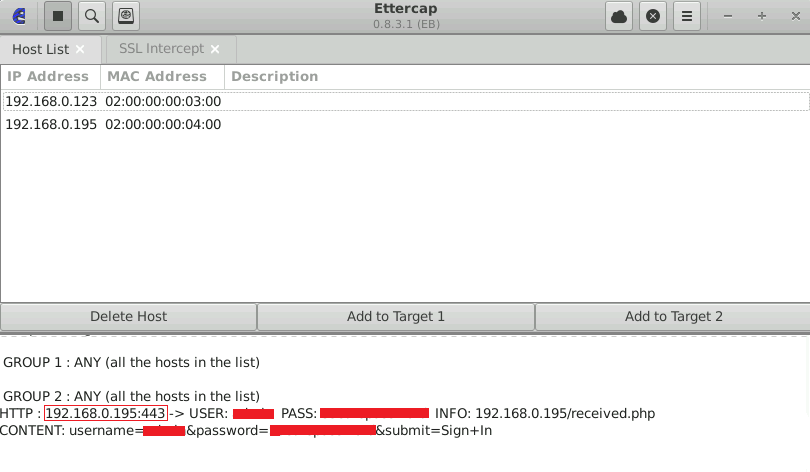 Ettercap
0.8.3.1 (EB)
Host List
SSL Intercept
IP Address MAC Address Description
192.168.0.123 02:00:00:00:03:00
192.168.0.195 02:00:00:00:04:00
Delete Host Add to Target 1 Add to Target 2
GROUP 1 : ANY (all the hosts in the list)
GROUP 2 : ANY (all the hosts in the list)
HTTP : 192.168.0.195:443 -> USER: PASS: INFO: 192.168.0.195/received.php
CONTENT: username= &password= &submit=Sign+In